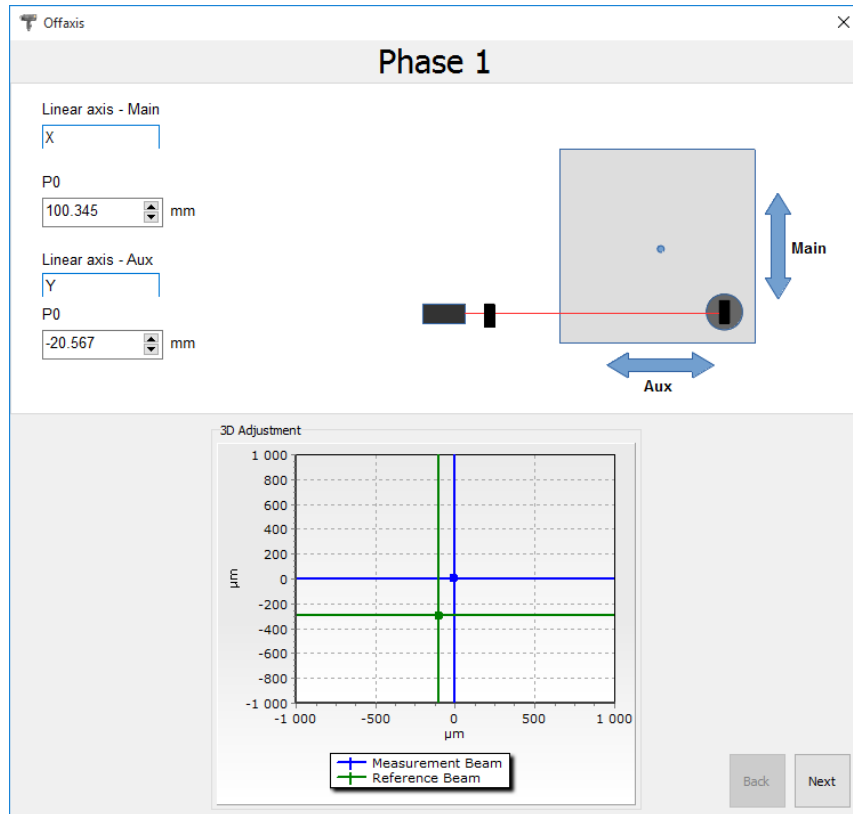 Offaxis
Phase 1
Linear axis - Main
X
P0
100.345 mm
Linear axis - Aux
Y
P0
-20.567 mm
Main
Aux
3D Adjustment
1 000
800
600
400
200
0
-200
-400
-600
-800
-1 000
µm
-1 000 -500 0 500 1 000
µm
Measurement Beam
Reference Beam
Back Next